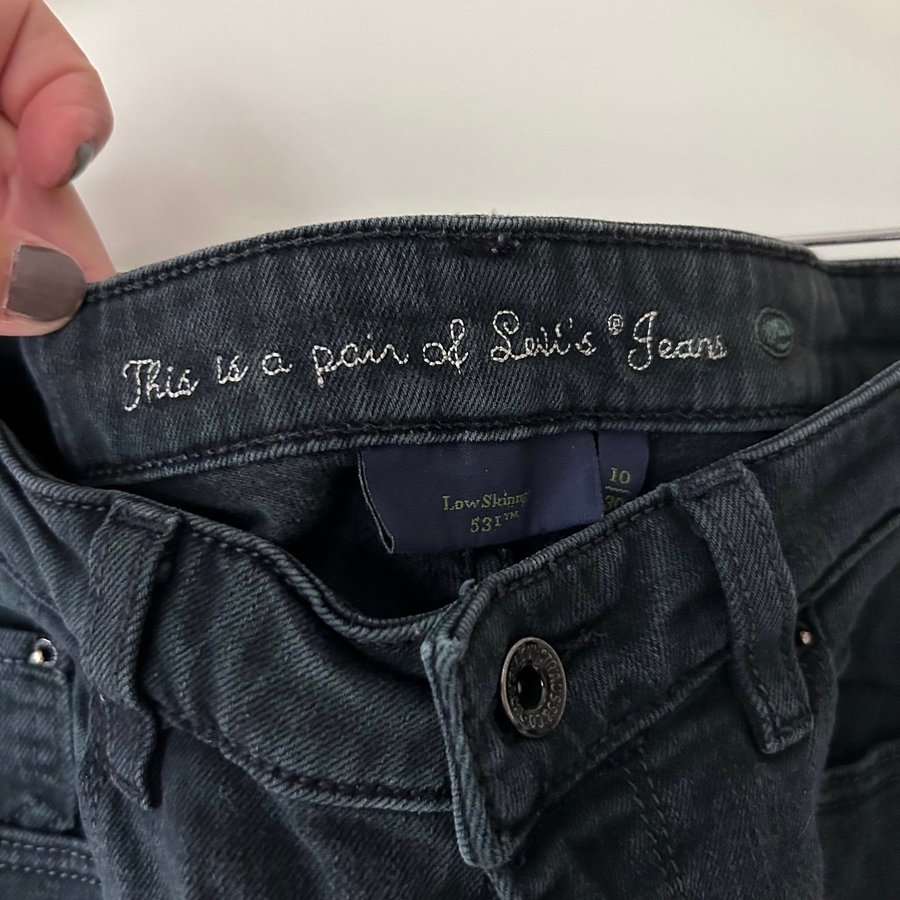 This is a pair of Levi's® Jeans
Low Skinny
531™
10